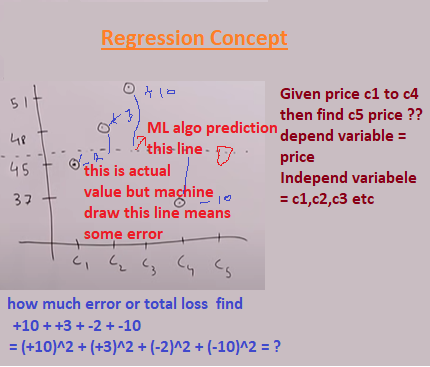 Regression Concept
+10
51
+3
ML algo prediction
this line
48
45
-2
this is actual
value but machine
draw this line means
some error
37
-10
C1 C2 C3 C4 C5
Given price c1 to c4
then find c5 price ??
depend variable =
price
Independ variabele
= c1,c2,c3 etc
how much error or total loss find
+10 + +3 + -2 + -10
= (+10)^2 + (+3)^2 + (-2)^2 + (-10)^2 = ?